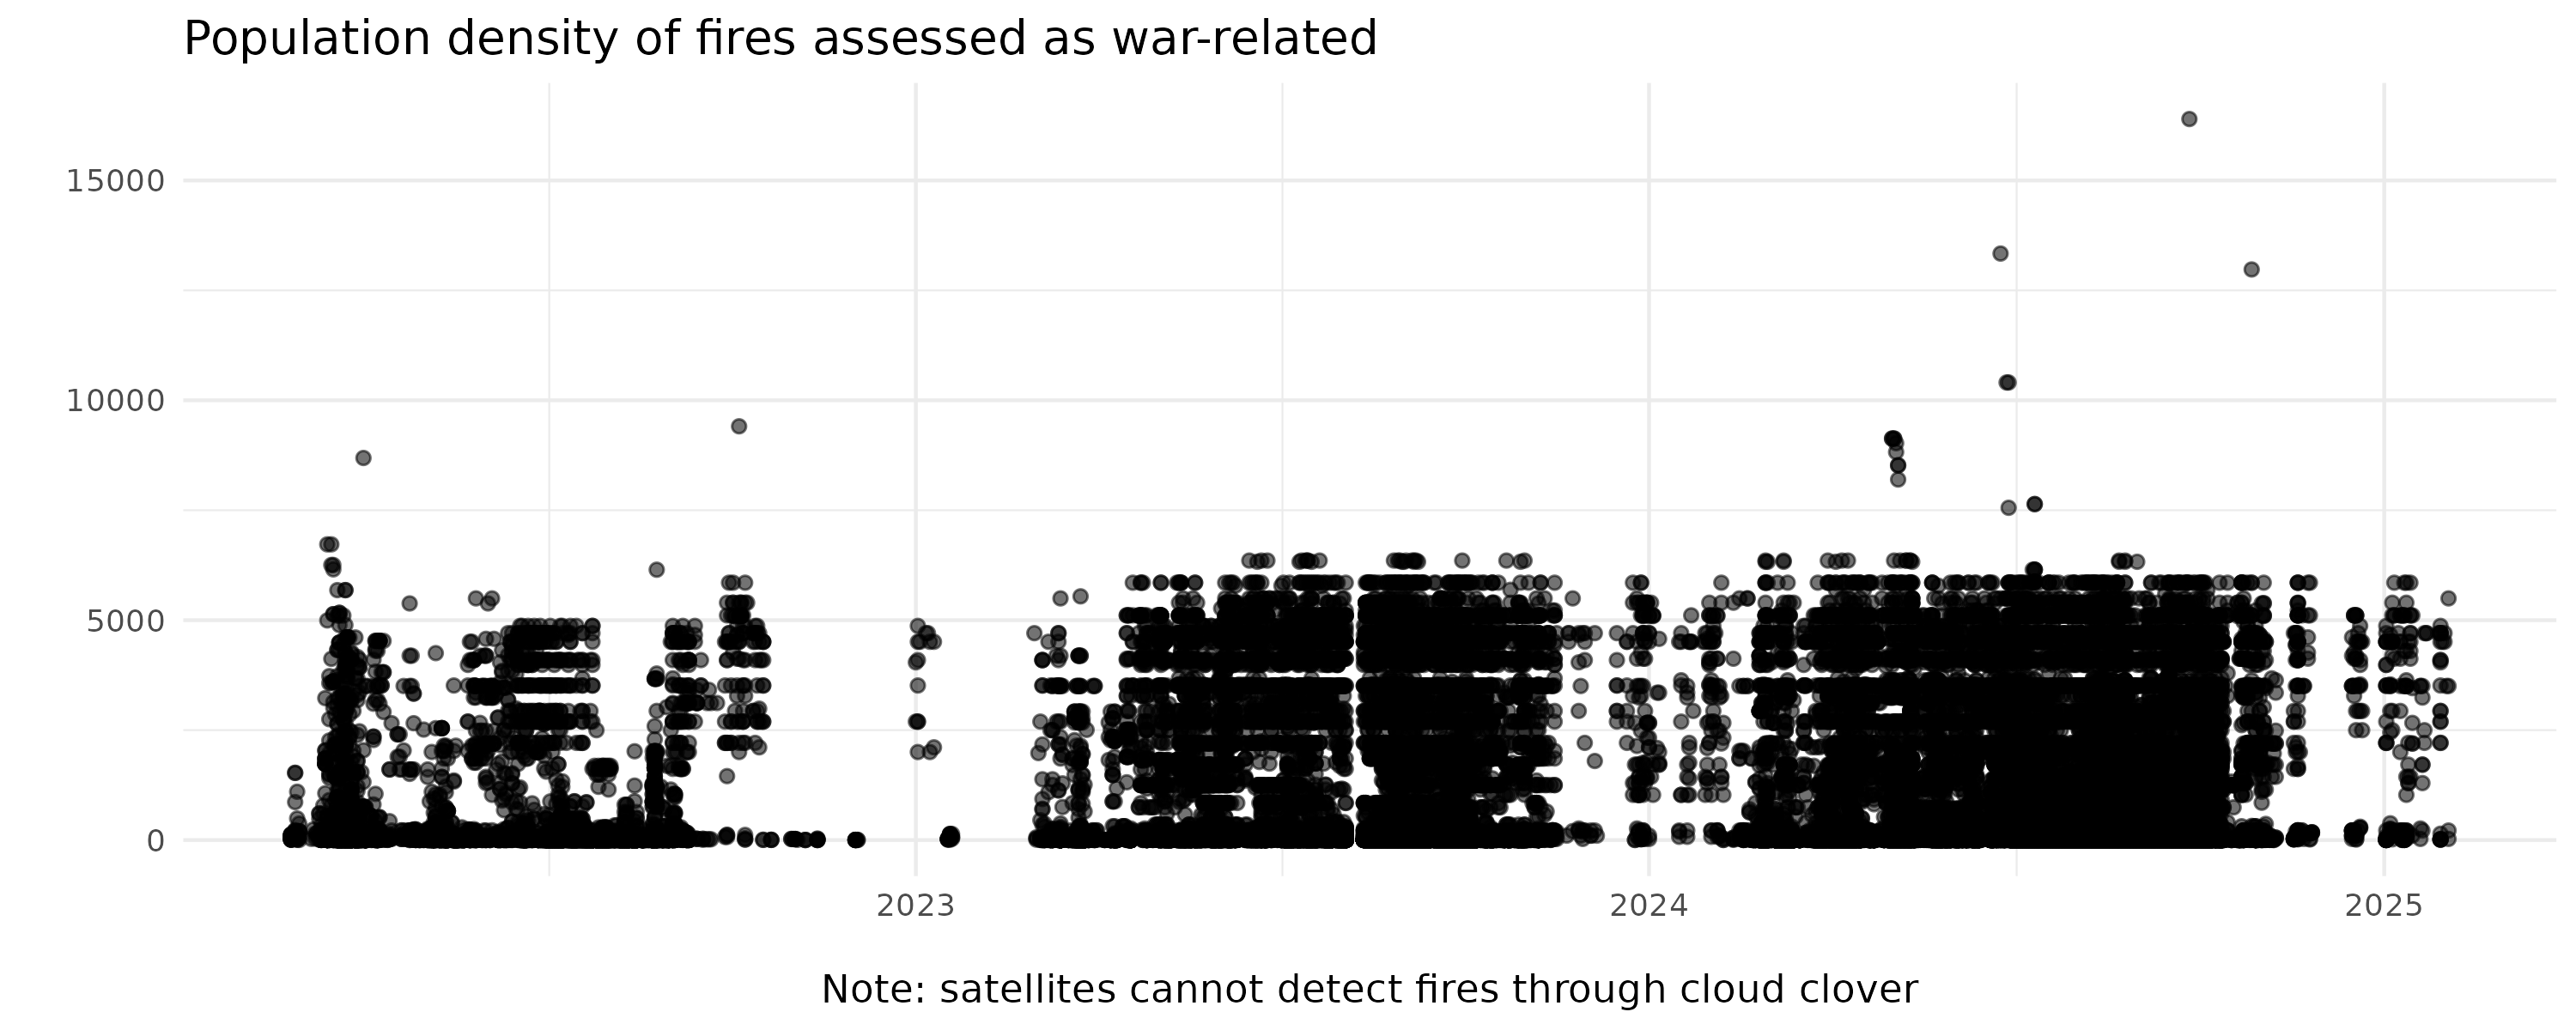 Population density of fires assessed as war-related
15000
10000
5000
0
2023 2024 2025
Note: satellites cannot detect fires through cloud clover